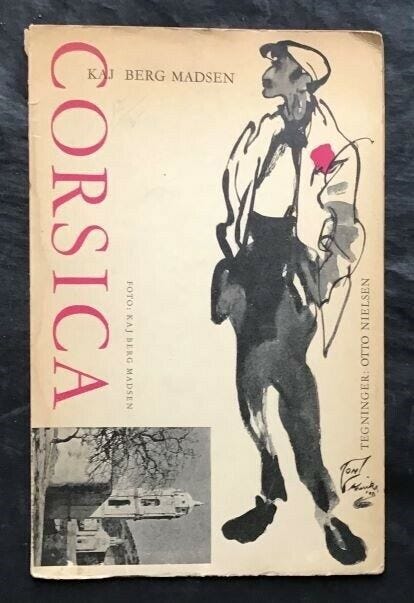 KAJ BERG MADSEN
CORSICA
FOTO: KAJ BERG MADSEN
TEGNINGER: OTTO NIELSEN